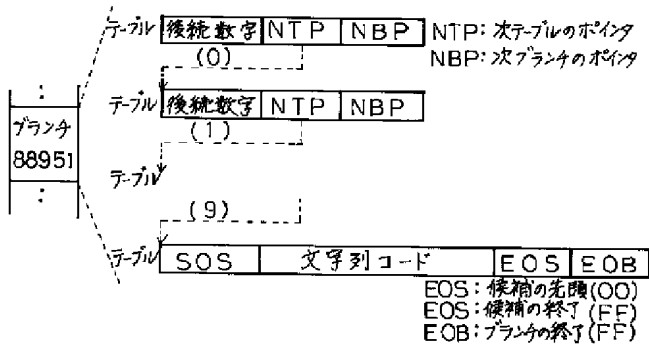 テーブル 後続数字 NTP NBP NTP：次テーブルのポインタ
(0) NBP：次ブランチのポインタ
テーブル 後続数字 NTP NBP
(1)
ブランチ
88951
テーブル
(9)
テーブル SOS 文字列コード EOS EOB
EOS：候補の先頭(00)
EOS：候補の終了(FF)
EOB：ブランチの終了(FF)